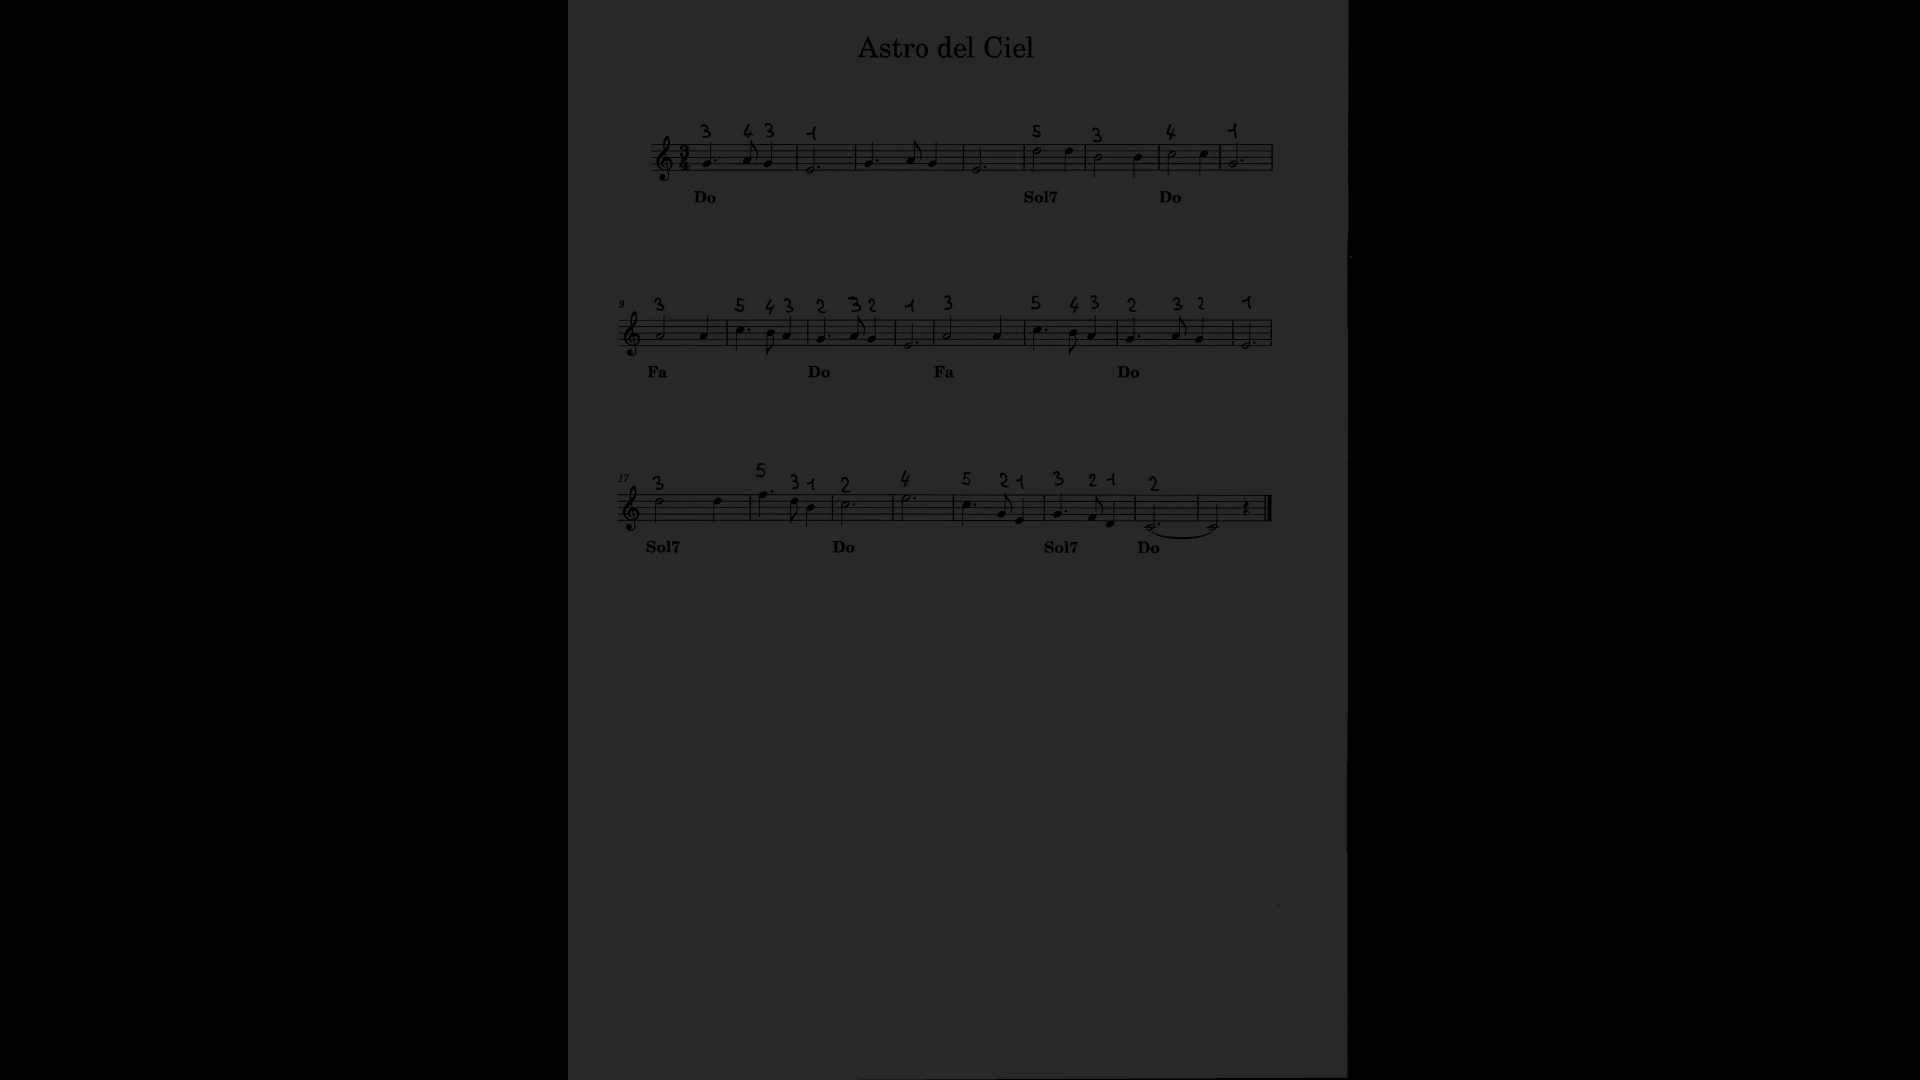 Astro del Ciel
3 4 3 1 5 3 4 1
3 4
Do Sol7 Do
9 3 5 4 3 2 3 2 1 3 5 4 3 2 3 2 1
Fa Do Fa Do
17 3 5 3 1 2 4 5 2 1 3 2 1 2
Sol7 Do Sol7 Do